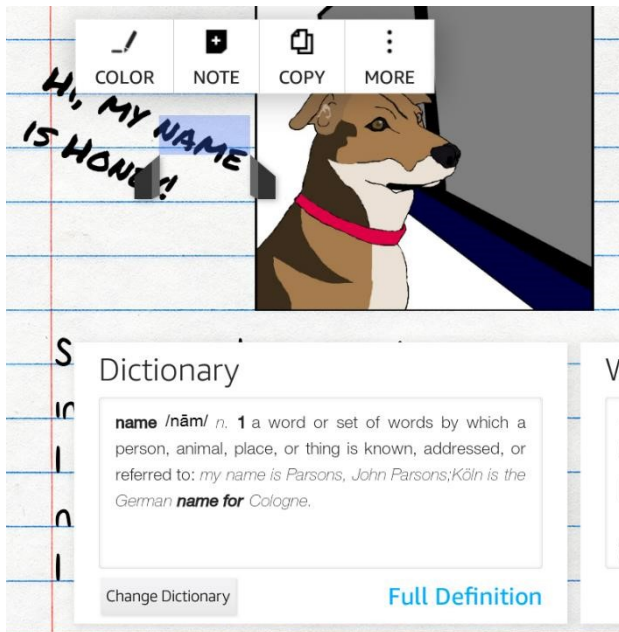 COLOR NOTE COPY MORE
HI, MY NAME
IS HONEY!
Dictionary
name /nām/ n. 1 a word or set of words by which a
person, animal, place, or thing is known, addressed, or
referred to: my name is Parsons, John Parsons;Köln is the
German name for Cologne.
Change Dictionary Full Definition